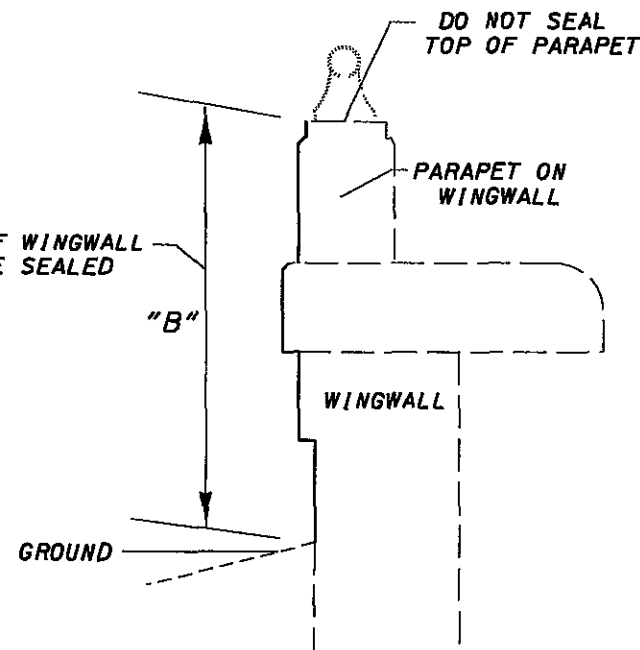 DO NOT SEAL
TOP OF PARAPET
PARAPET ON
WINGWALL
WINGWALL
SEALED
"B"
WINGWALL
GROUND